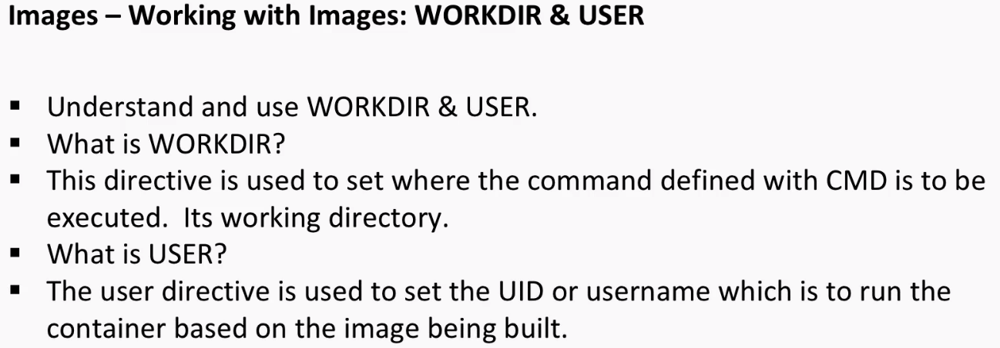 Images – Working with Images: WORKDIR & USER
▪ Understand and use WORKDIR & USER.
▪ What is WORKDIR?
▪ This directive is used to set where the command defined with CMD is to be
executed.  Its working directory.
▪ What is USER?
▪ The user directive is used to set the UID or username which is to run the
container based on the image being built.